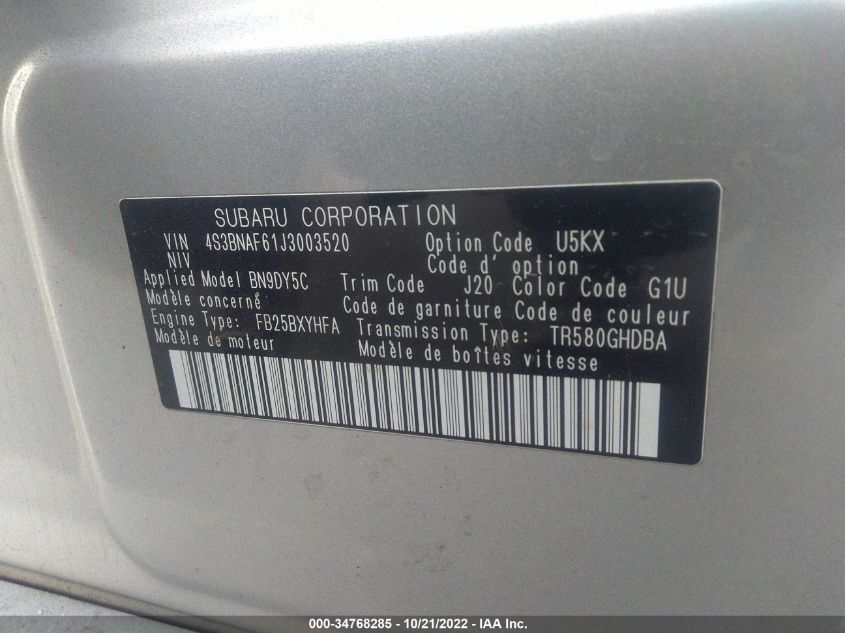 SUBARU CORPORATION
VIN 4S3BNAF61J3003520 Option Code U5KX
NIV Code d' option
Applied Model BN9DY5C Trim Code J20 Color Code G1U
Modèle concerné Code de garniture Code de couleur
Engine Type: FB25BXYHFA Transmission Type: TR580GHDBA
Modèle de moteur Modèle de boîtes vitesse
000-34768285 - 10/21/2022 - IAA Inc.